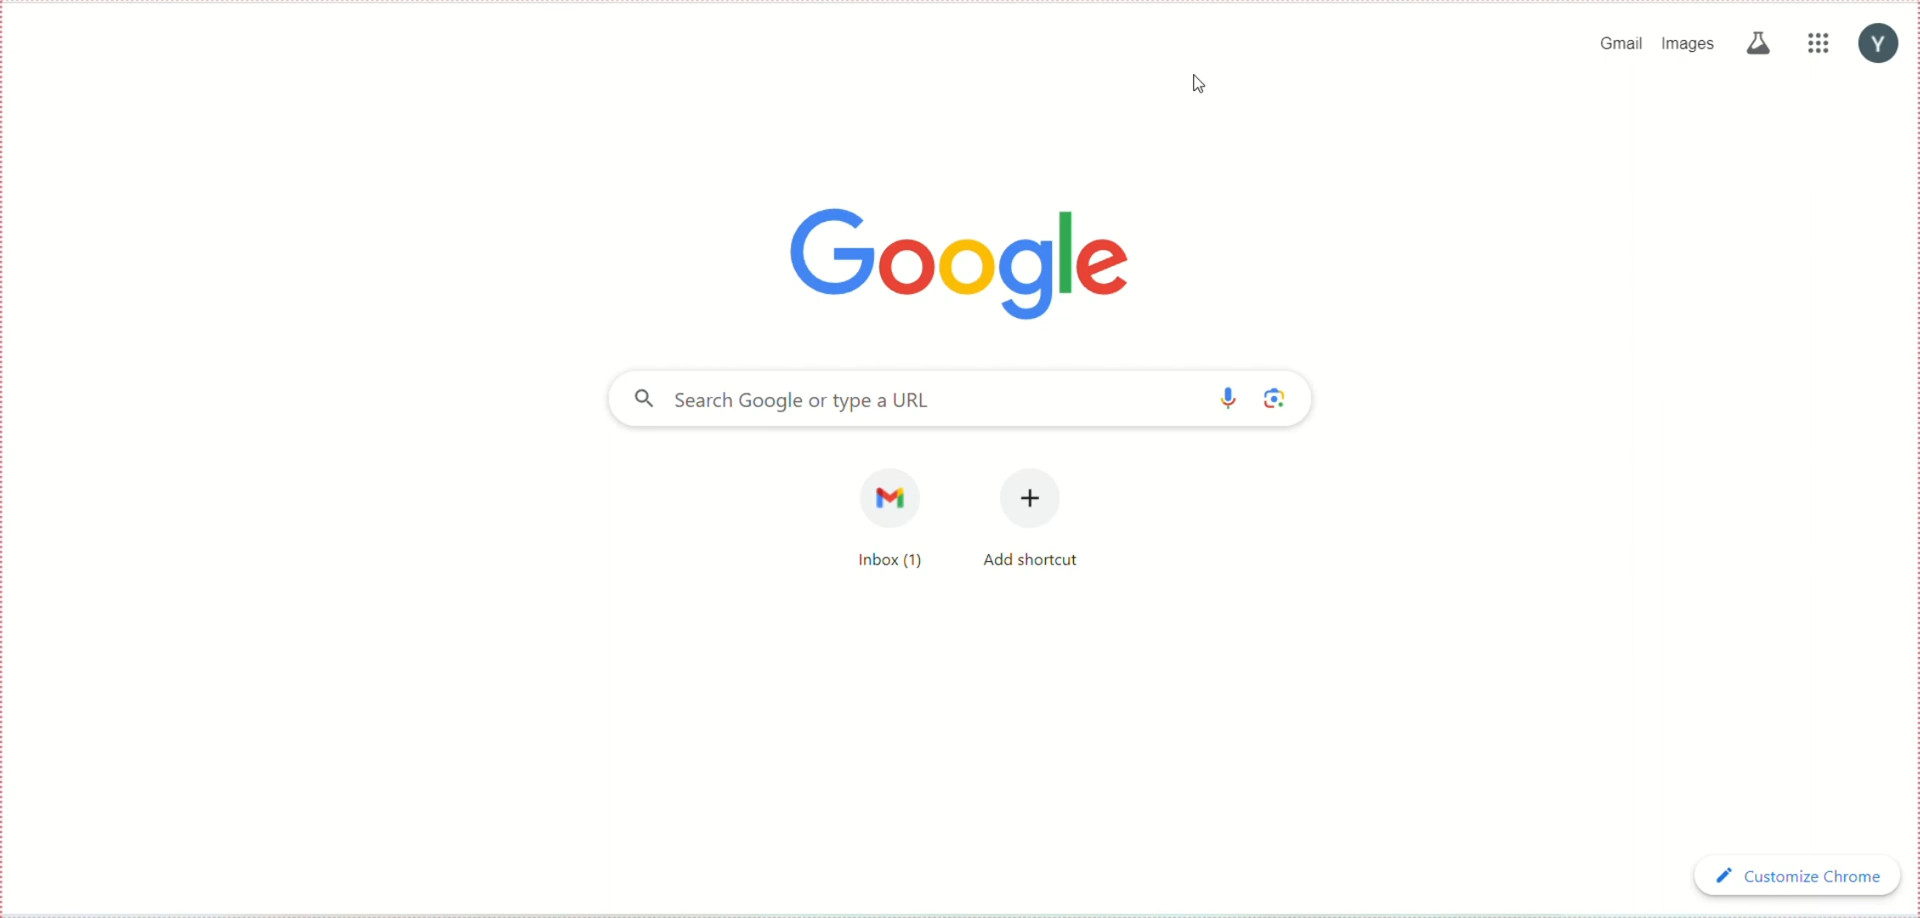 Gmail Images Y
Google
Search Google or type a URL
Inbox (1) Add shortcut
Customize Chrome